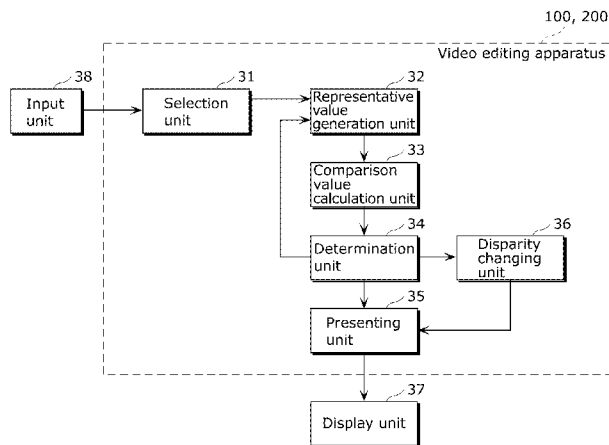 100, 200
Video editing apparatus
38
Input
unit
31
Selection
unit
32
Representative
value
generation unit
33
Comparison
value
calculation unit
34
Determination
unit
36
Disparity
changing
unit
35
Presenting
unit
37
Display unit